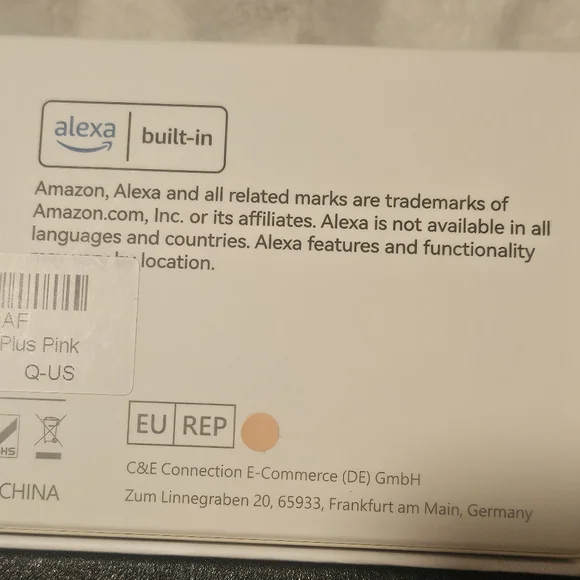 alexa built-in
Amazon, Alexa and all related marks are trademarks of
Amazon.com, Inc. or its affiliates. Alexa is not available in all
languages and countries. Alexa features and functionality
by location.
AF
Plus Pink
Q-US
EU REP
HS
C&E Connection E-Commerce (DE) GmbH
CHINA
Zum Linnegraben 20, 65933, Frankfurt am Main, Germany